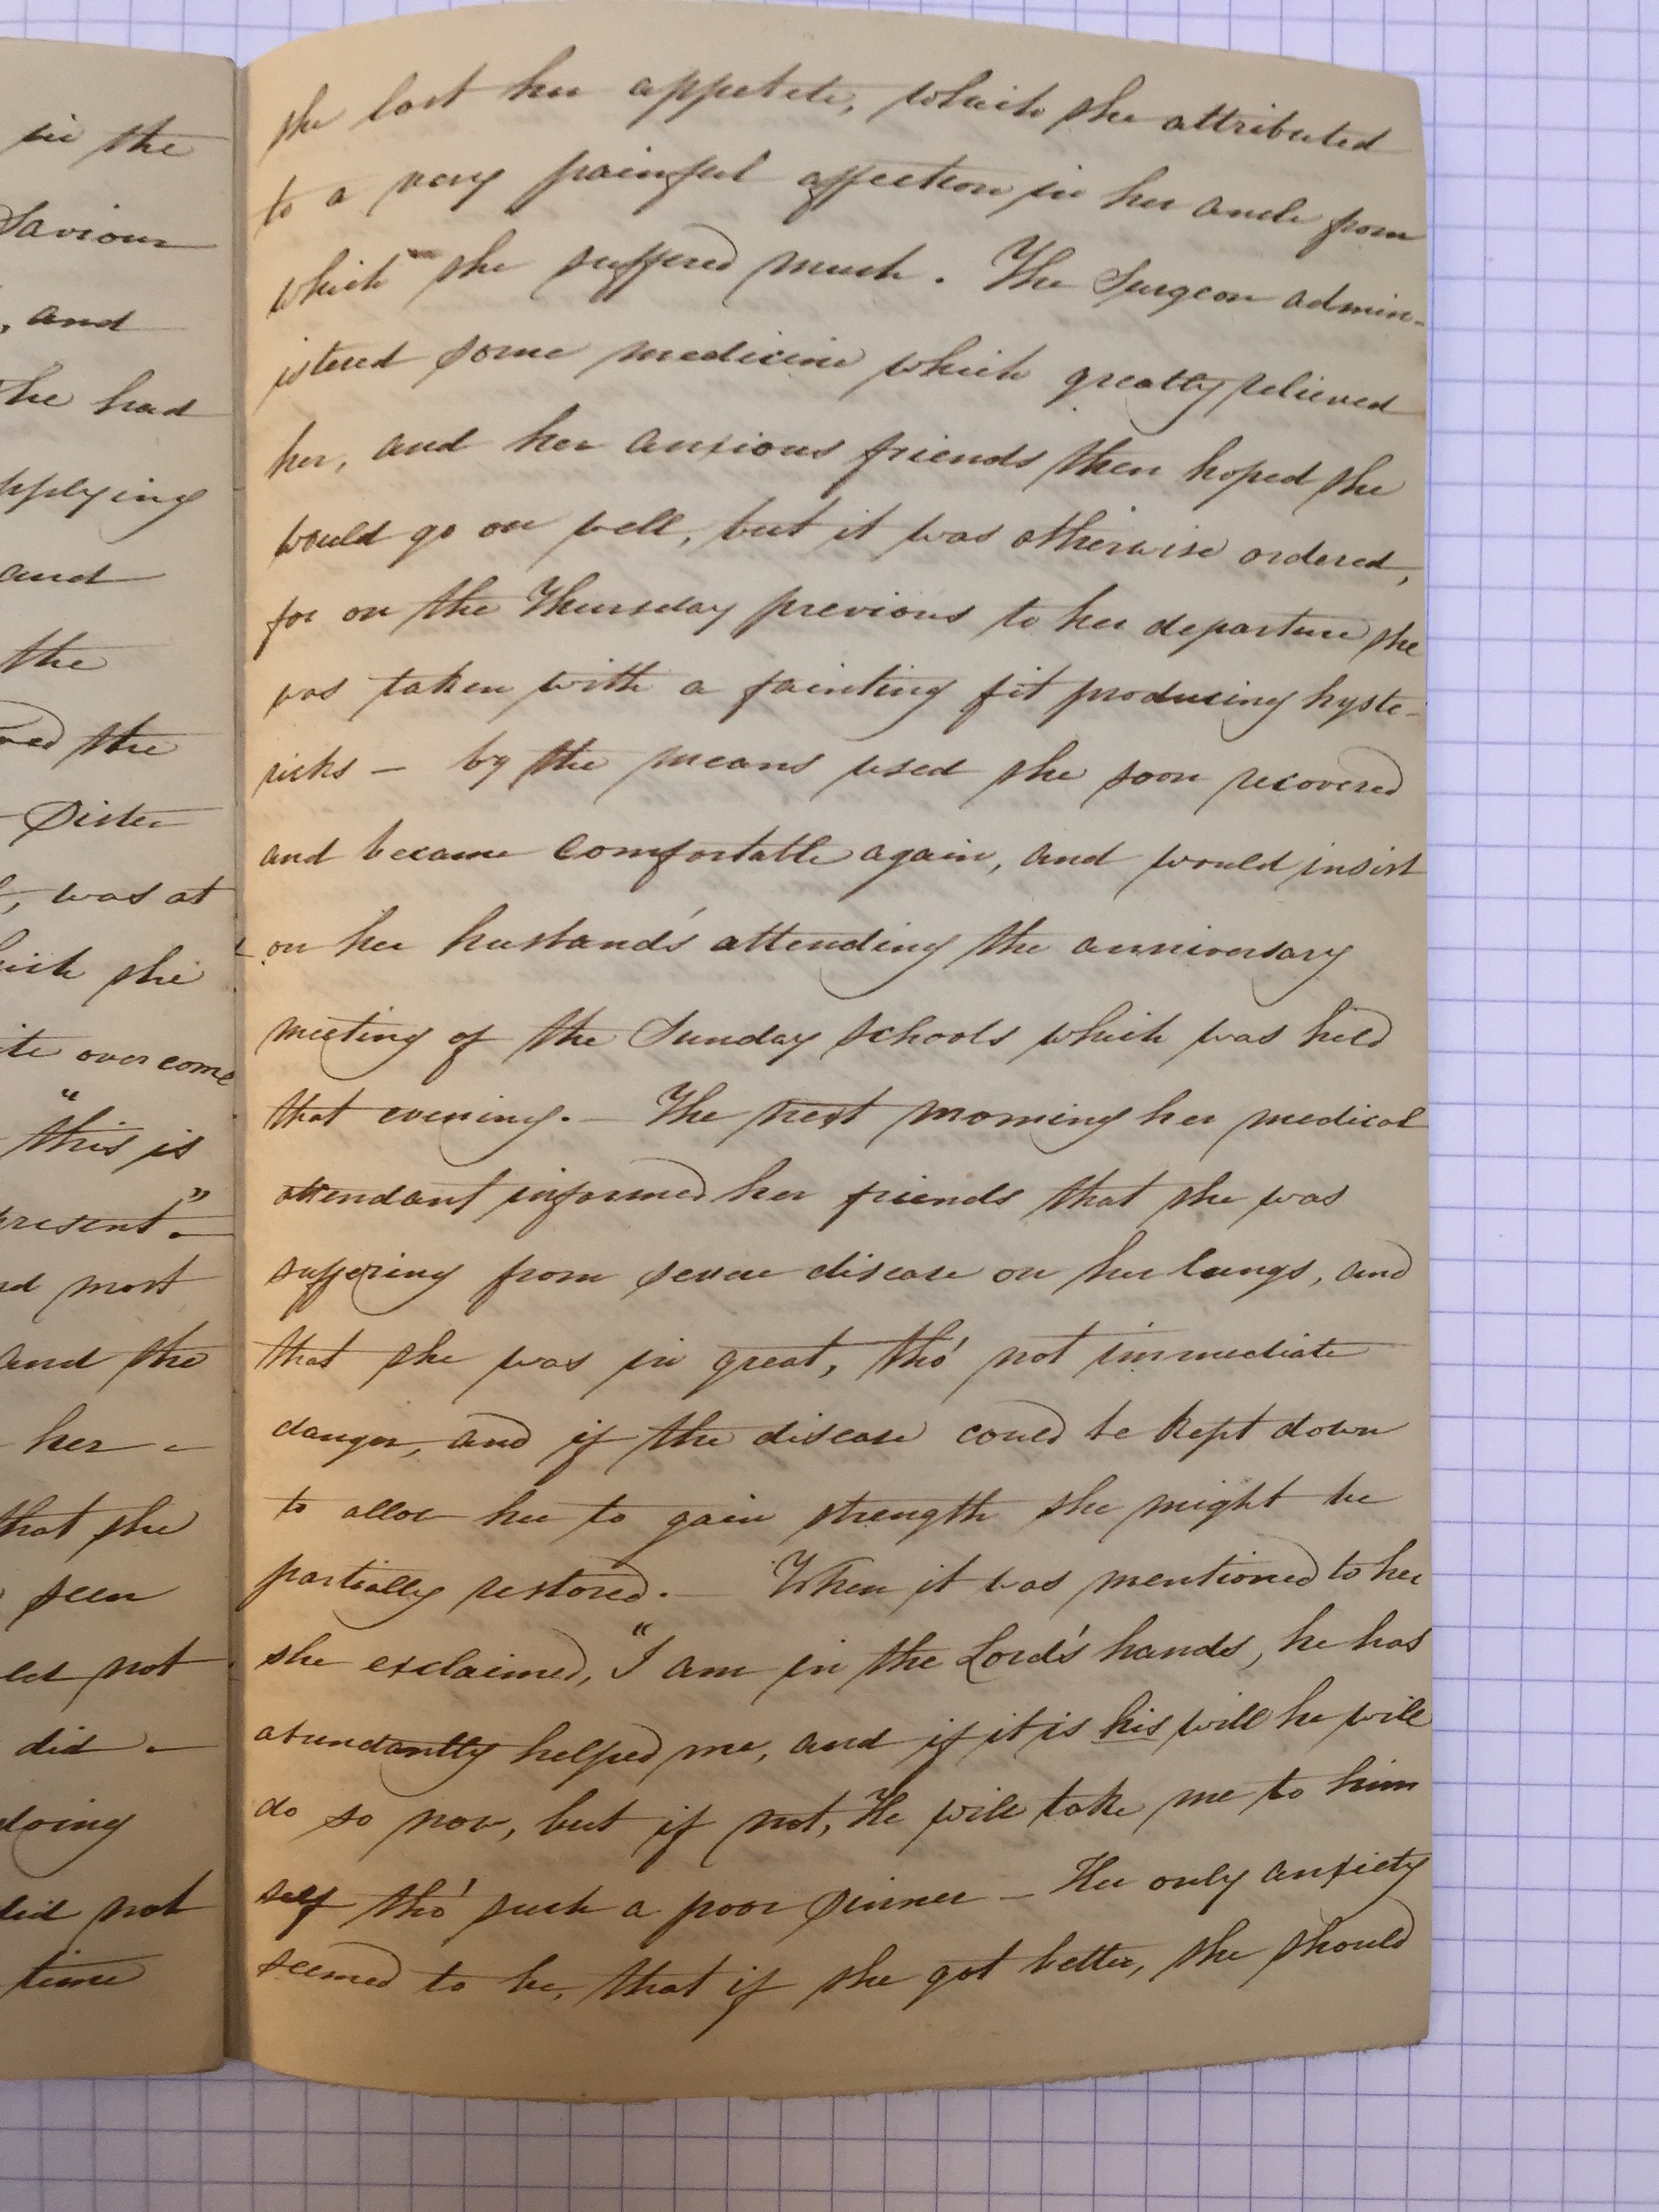 in the
Saviour
, and
he had
pplying
and
the
the
Sister
, was at
she
over come
"this is
present."
most
and the
her -
that she
seen
not
did -
doing
did not
time
she lost her appetite, which she attributed
to a very painful affection in her ancle from
which she suffered much. The Surgeon admin-
istered some medicine which greatly relieved
her, and her anxious friends then hoped she
would go on well, but it was otherwise ordered,
for on the Thursday previous to her departure she
was taken with a fainting fit producing hyste-
ricks - by the means used she soon recovered
and became comfortable again, and would insist
on her husband's attending the anniversary
meeting of the Sunday schools which was held
that evening. - The next morning her medical
attendant informed her friends that she was
suffering from severe disease on her lungs, and
that she was in great, tho' not immediate
danger, and if the disease could be kept down
to allow her to gain strength she might be
partially restored. - When it was mentioned to her
she exclaimed, "I am in the Lord's hands, he has
abundantly helped me, and if it is his will he will
do so now, but if not, He will take me to him
self tho' such a poor Sinner - Her only anxiety
seemed to be, that if she got better, she should